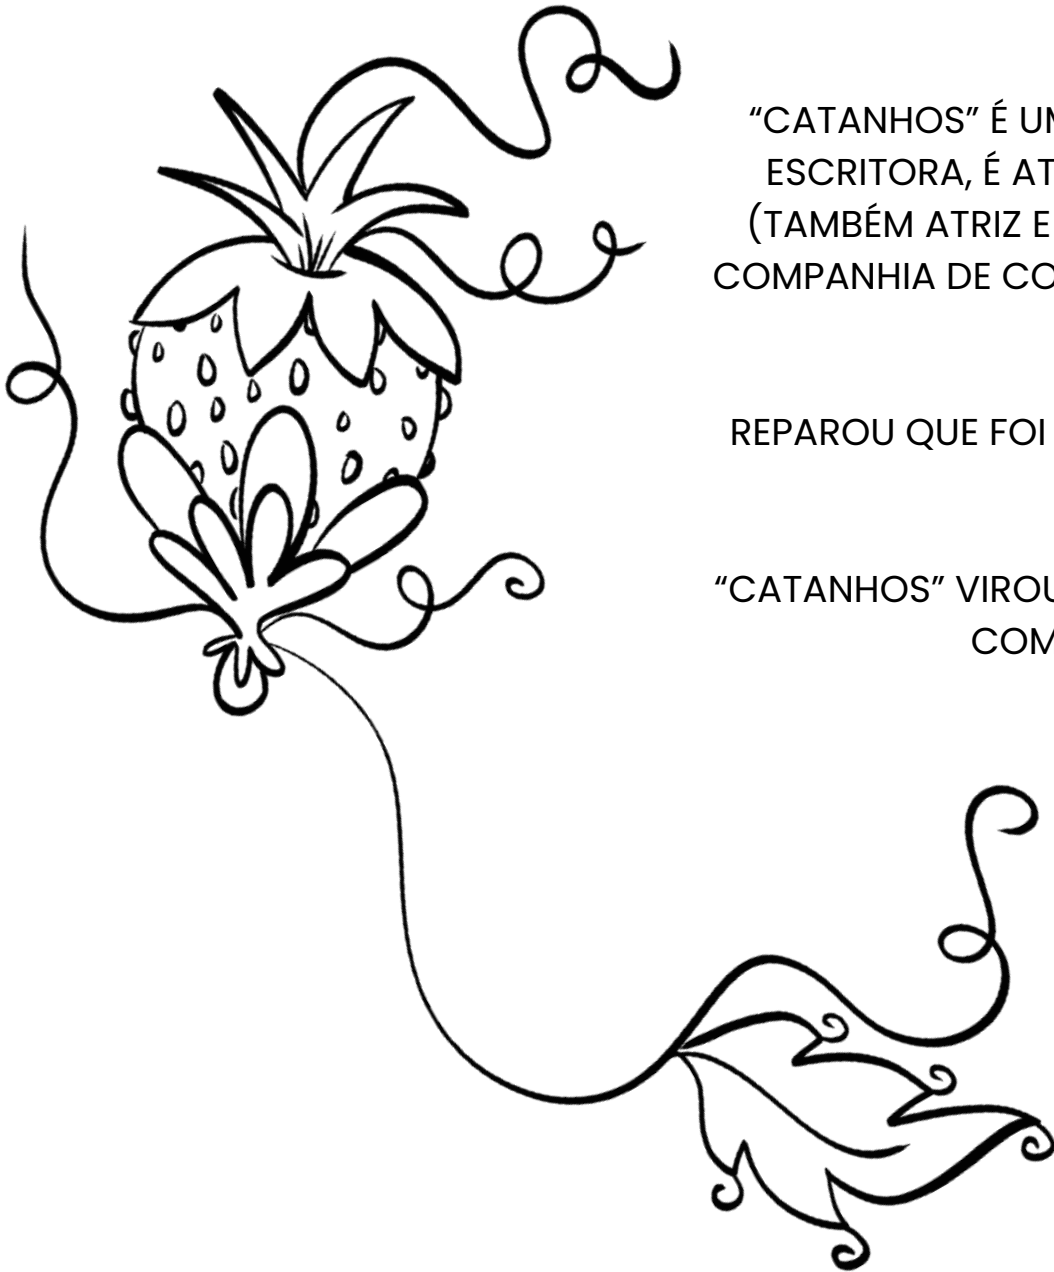 “CATANHOS” É UM
ESCRITORA, É AT
(TAMBÉM ATRIZ E
COMPANHIA DE CO
REPAROU QUE FOI
“CATANHOS” VIROU
COM